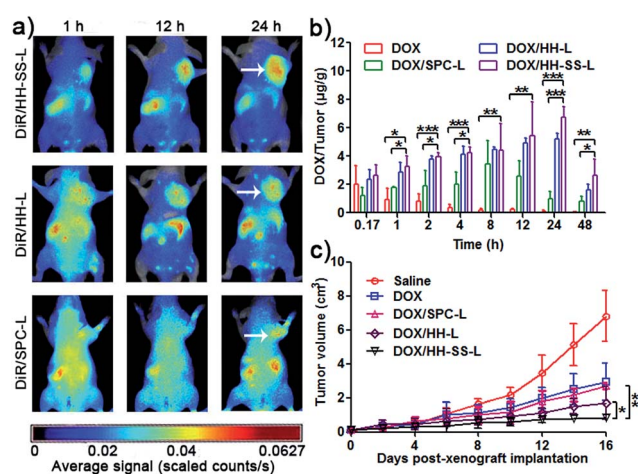 a)
1 h 12 h 24 h
DiR/HH-SS-L
DiR/HH-L
DiR/SPC-L
0 0.02 0.04 0.0627
Average signal (scaled counts/s)
b)
DOX DOX/HH-L
DOX/SPC-L DOX/HH-SS-L
DOX/Tumor (µg/g)
12
10
8
6
4
2
0
* * *** * *** * ** ** *** *** ** *
0.17 1 2 4 8 12 24 48
Time (h)
c)
Saline
DOX
DOX/SPC-L
DOX/HH-L
DOX/HH-SS-L
Tumor volume (cm³)
8
6
4
2
0
* **
0 4 8 12 16
Days post-xenograft implantation